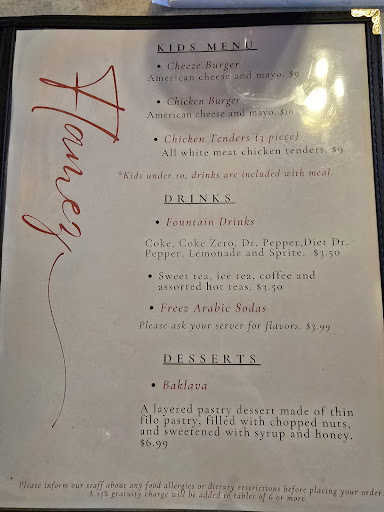 Hamez
KIDS MENU
• Cheeze Burger
American cheese and mayo. $9
• Chicken Burger
American cheese and mayo. $10
• Chicken Tenders (3 piece)
All white meat chicken tenders. $9
*Kids under 10, drinks are included with meal.
DRINKS
• Fountain Drinks
Coke, Coke Zero, Dr. Pepper,Diet Dr.
Pepper, Lemonade and Sprite. $3.50
• Sweet tea, ice tea, coffee and
assorted hot teas. $3.50
• Freez Arabic Sodas
Please ask your server for flavors. $3.99
DESSERTS
• Baklava
A layered pastry dessert made of thin
filo pastry, filled with chopped nuts,
and sweetened with syrup and honey.
$6.99
Please inform our staff about any food allergies or dietary restrictions before placing your order
A 15% gratuity charge will be added to tables of 6 or more.